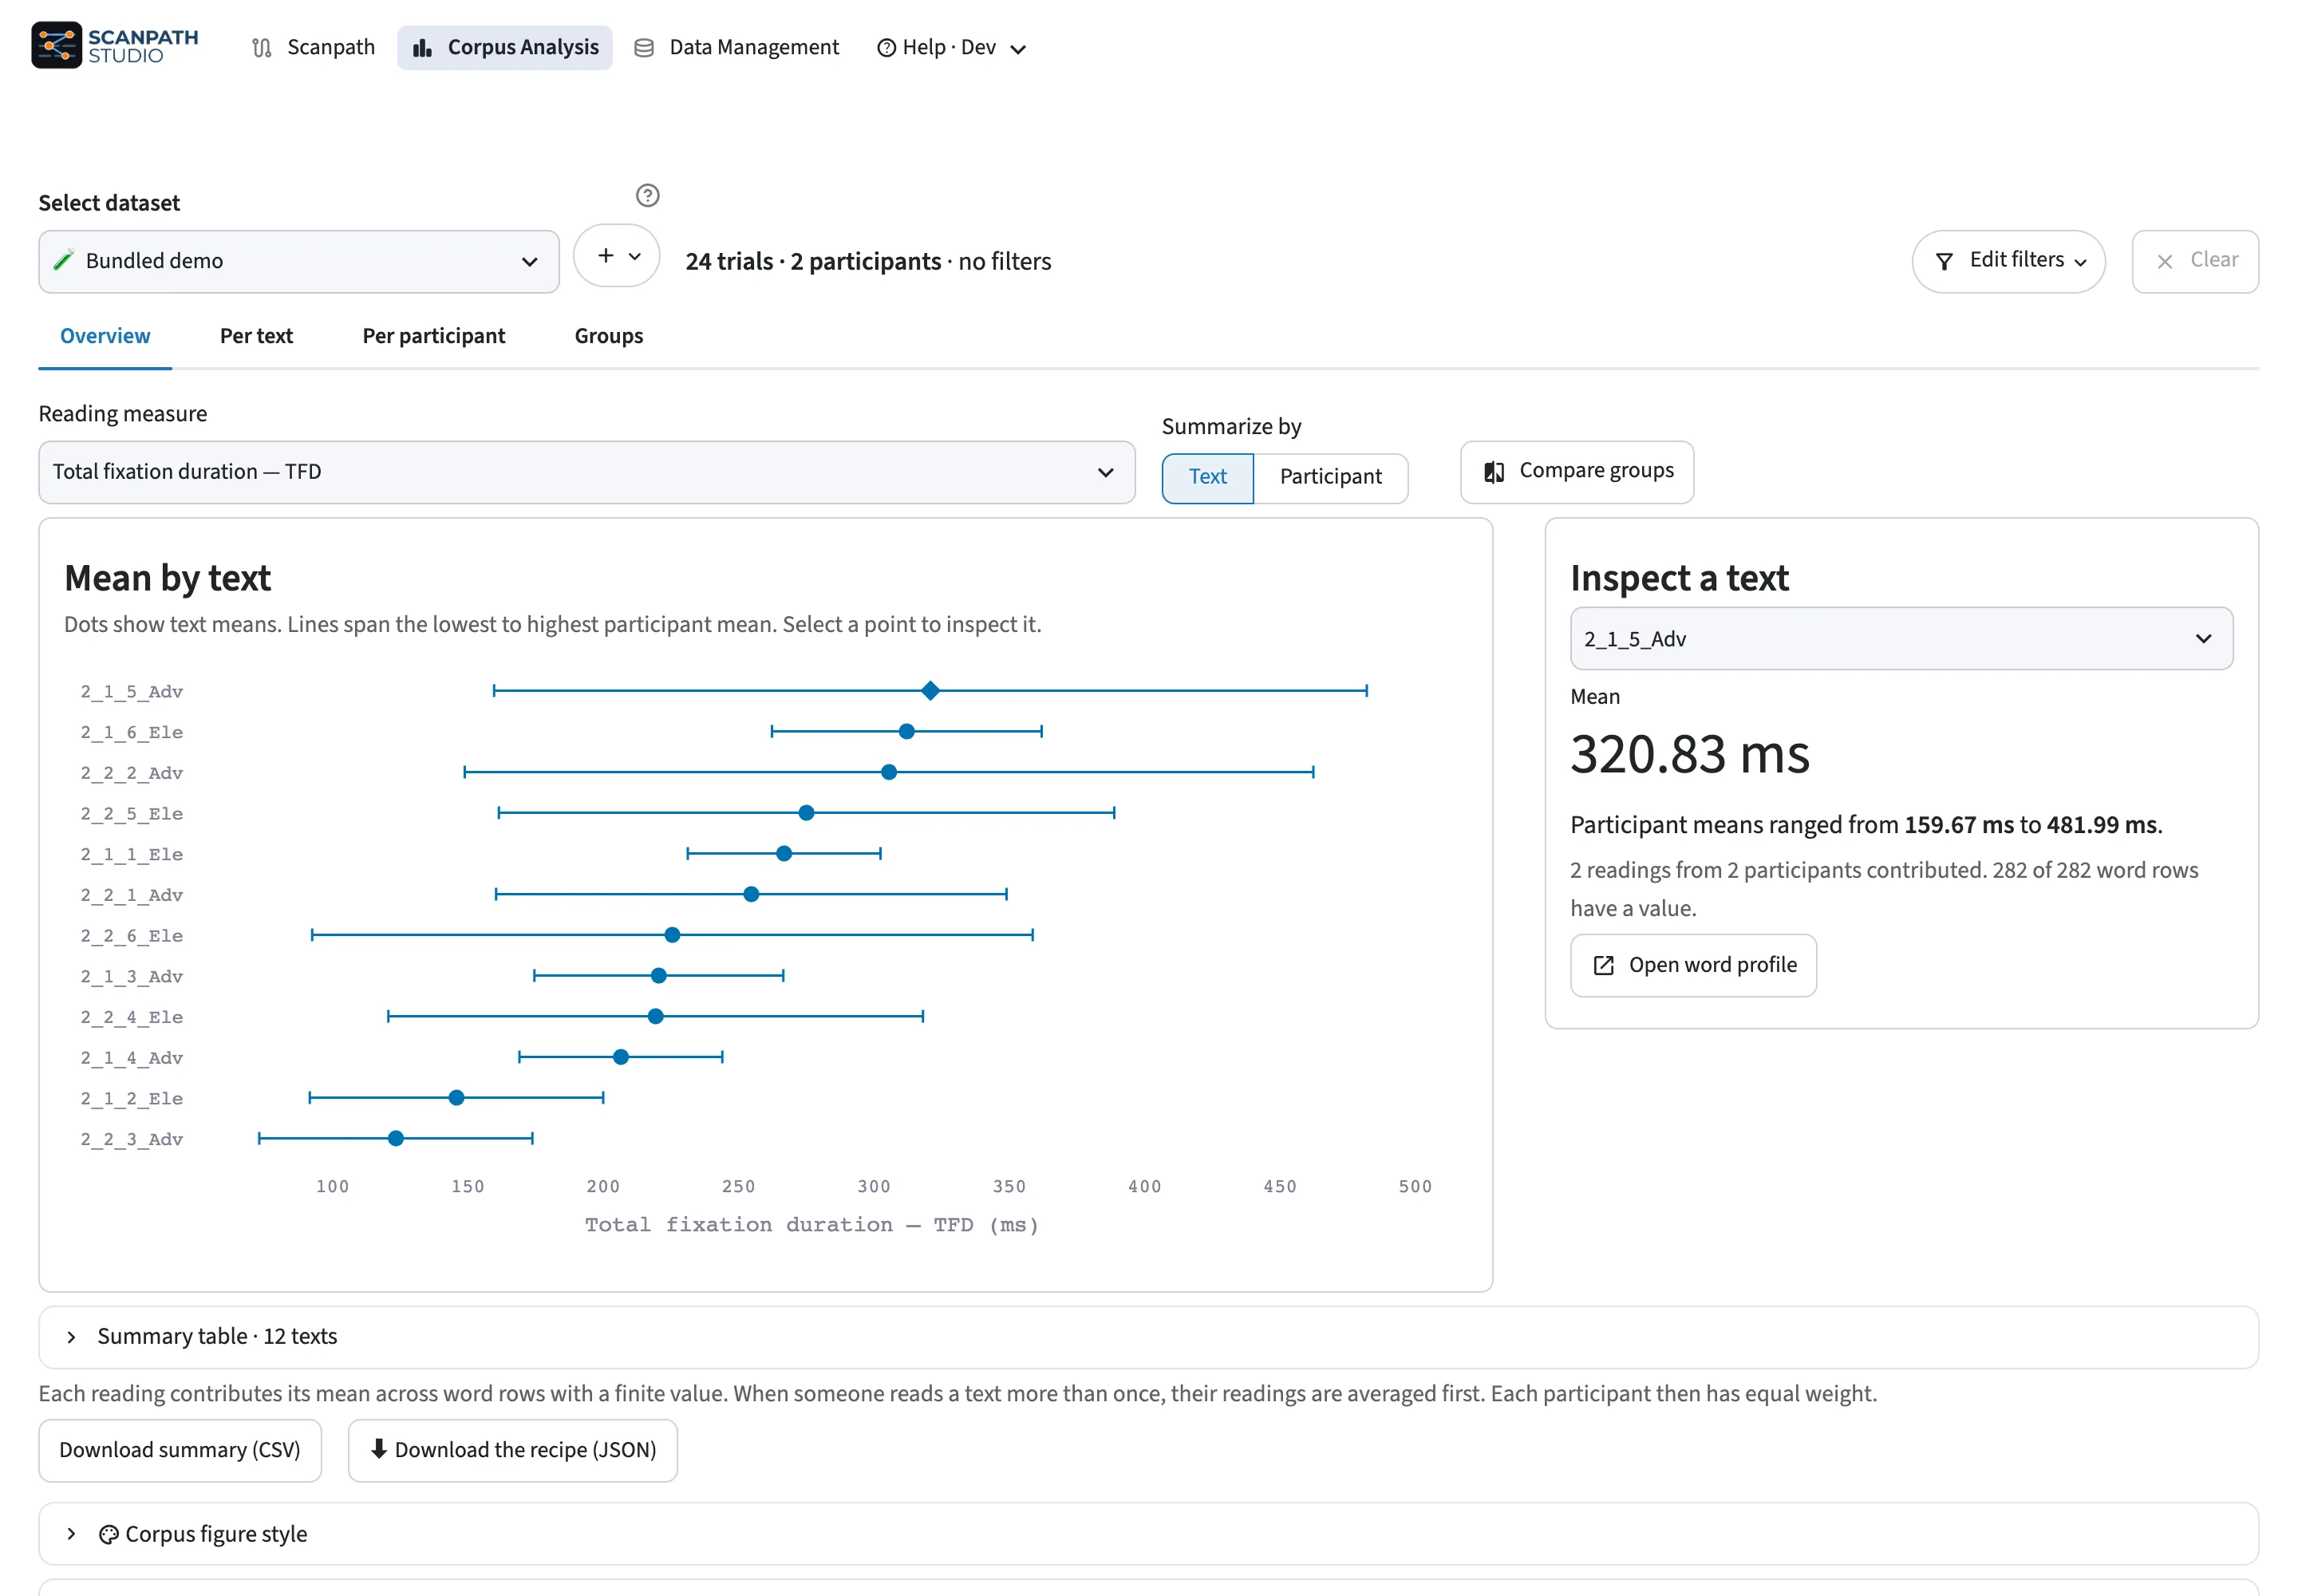 SCANPATH
STUDIO
Scanpath
Corpus Analysis
Data Management
Help · Dev
Select dataset
Bundled demo
24 trials · 2 participants · no filters
Edit filters
Clear
Overview
Per text
Per participant
Groups
Reading measure
Total fixation duration — TFD
Summarize by
Text
Participant
Compare groups
Mean by text
Dots show text means. Lines span the lowest to highest participant mean. Select a point to inspect it.
2_1_5_Adv
2_1_6_Ele
2_2_2_Adv
2_2_5_Ele
2_1_1_Ele
2_2_1_Adv
2_2_6_Ele
2_1_3_Adv
2_2_4_Ele
2_1_4_Adv
2_1_2_Ele
2_2_3_Adv
100 150 200 250 300 350 400 450 500
Total fixation duration — TFD (ms)
Inspect a text
2_1_5_Adv
Mean
320.83 ms
Participant means ranged from 159.67 ms to 481.99 ms.
2 readings from 2 participants contributed. 282 of 282 word rows
have a value.
Open word profile
Summary table · 12 texts
Each reading contributes its mean across word rows with a finite value. When someone reads a text more than once, their readings are averaged first. Each participant then has equal weight.
Download summary (CSV)
Download the recipe (JSON)
Corpus figure style